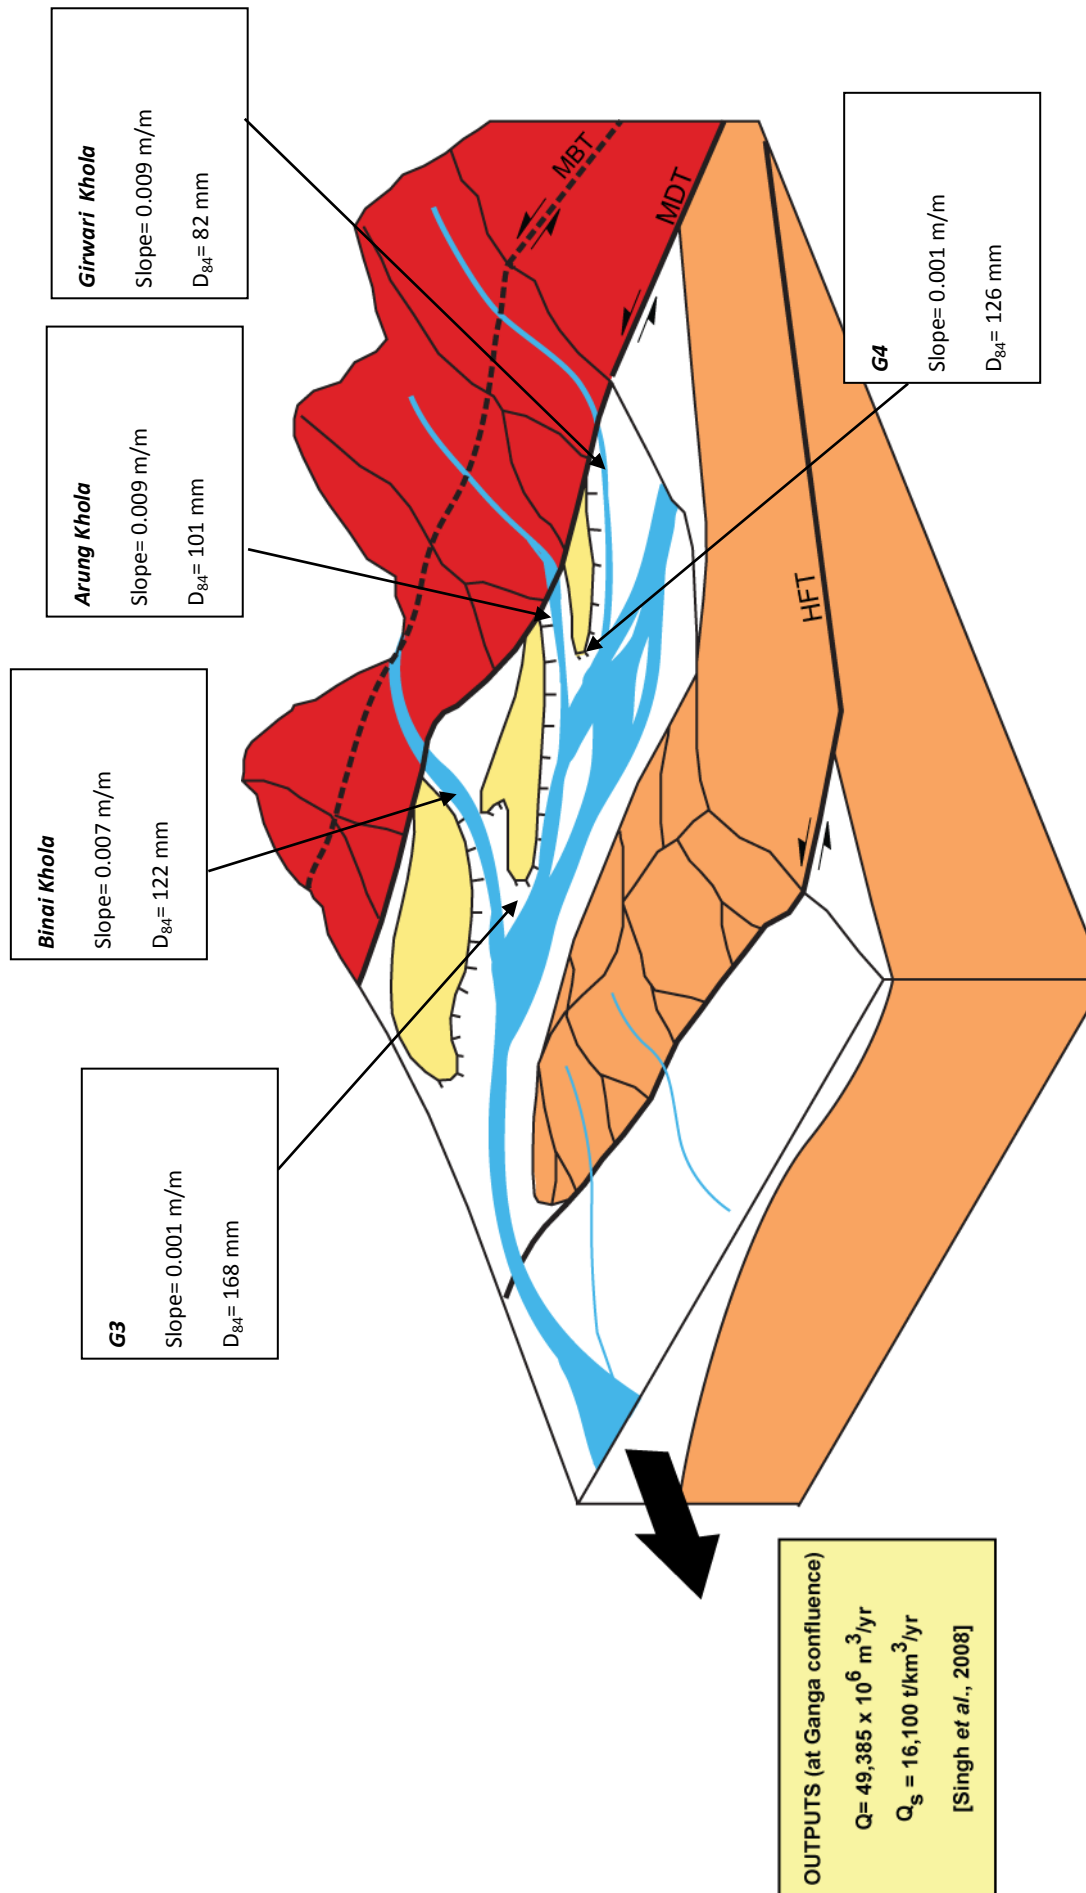 G3
Slope= 0.001 m/m
D84= 168 mm
Binai Khola
Slope= 0.007 m/m
D84= 122 mm
Arung Khola
Slope= 0.009 m/m
D84= 101 mm
Girwari Khola
Slope= 0.009 m/m
D84= 82 mm
MBT
MDT
HFT
G4
Slope= 0.001 m/m
D84= 126 mm
OUTPUTS (at Ganga confluence)
Q= 49,385 x 10^6 m^3/yr
Qs = 16,100 t/km^3/yr
[Singh et al., 2008]